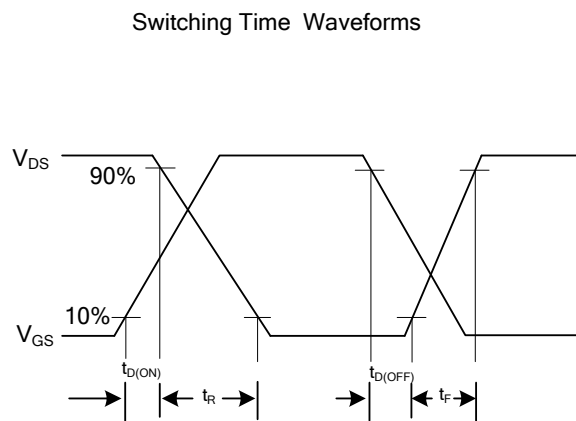 Switching Time Waveforms
VDS
90%
10%
VGS
tD(ON)
tR
tD(OFF)
tF